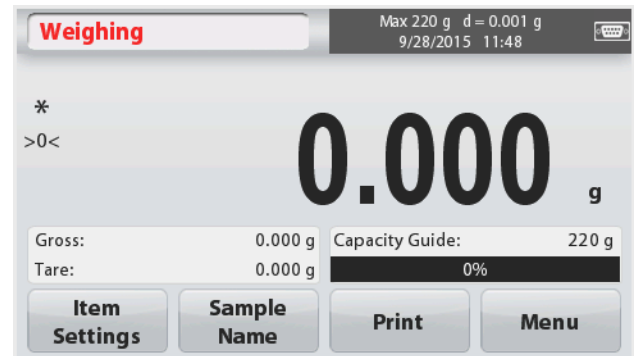 Weighing
Max 220 g d = 0.001 g
9/28/2015 11:48
*
>0<
0.000 g
Gross: 0.000 g
Tare: 0.000 g
Capacity Guide: 220 g
0%
Item Settings
Sample Name
Print
Menu